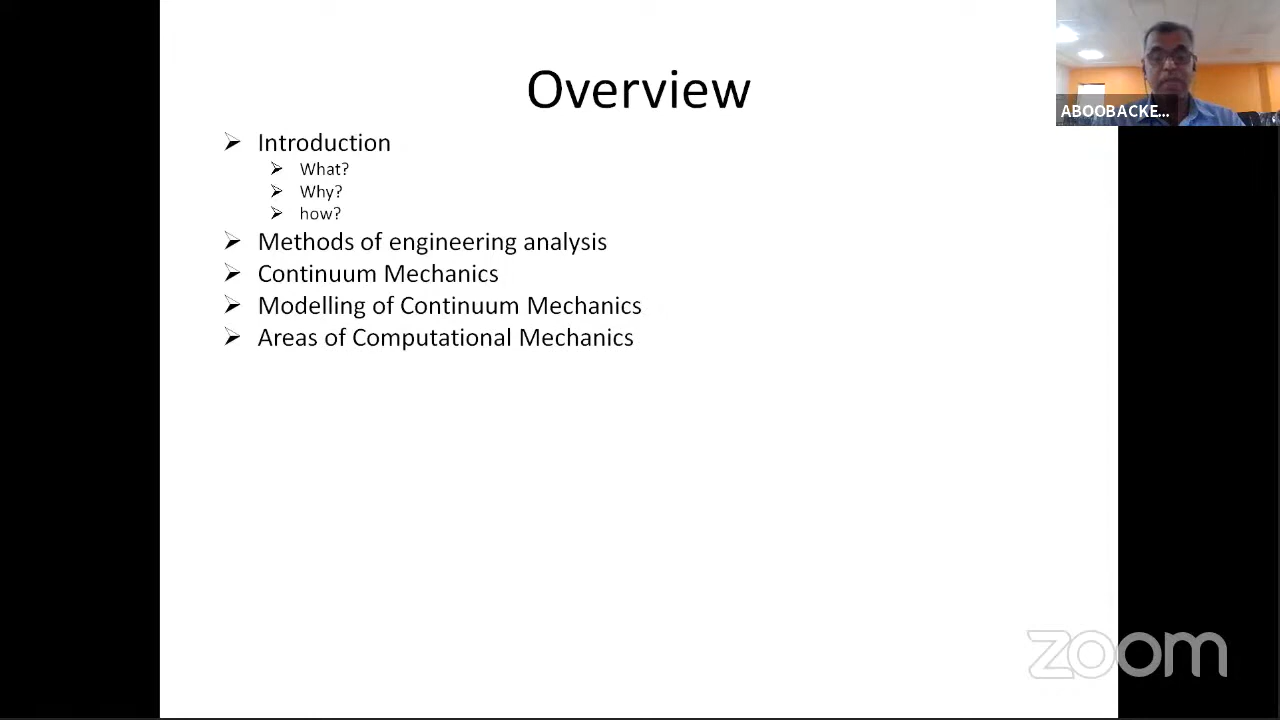 Overview
Introduction
What?
Why?
how?
Methods of engineering analysis
Continuum Mechanics
Modelling of Continuum Mechanics
Areas of Computational Mechanics
ABOOBACKE...
zoom